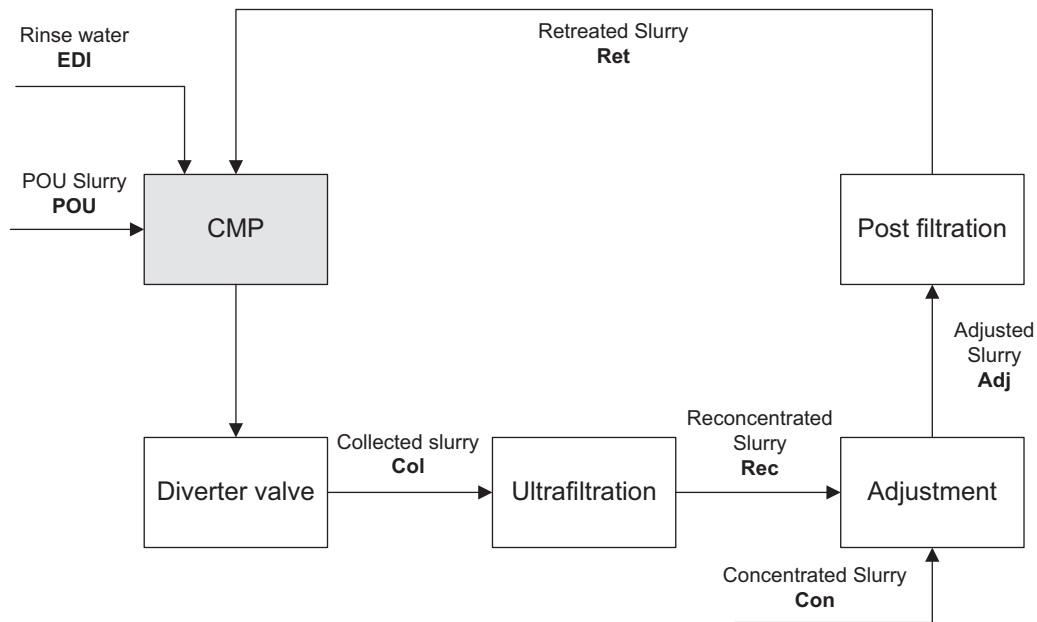 Rinse water
EDI
Retreated Slurry
Ret
POU Slurry
POU
CMP
Post filtration
Adjusted
Slurry
Adj
Diverter valve
Collected slurry
Col
Ultrafiltration
Reconcentrated
Slurry
Rec
Adjustment
Concentrated Slurry
Con